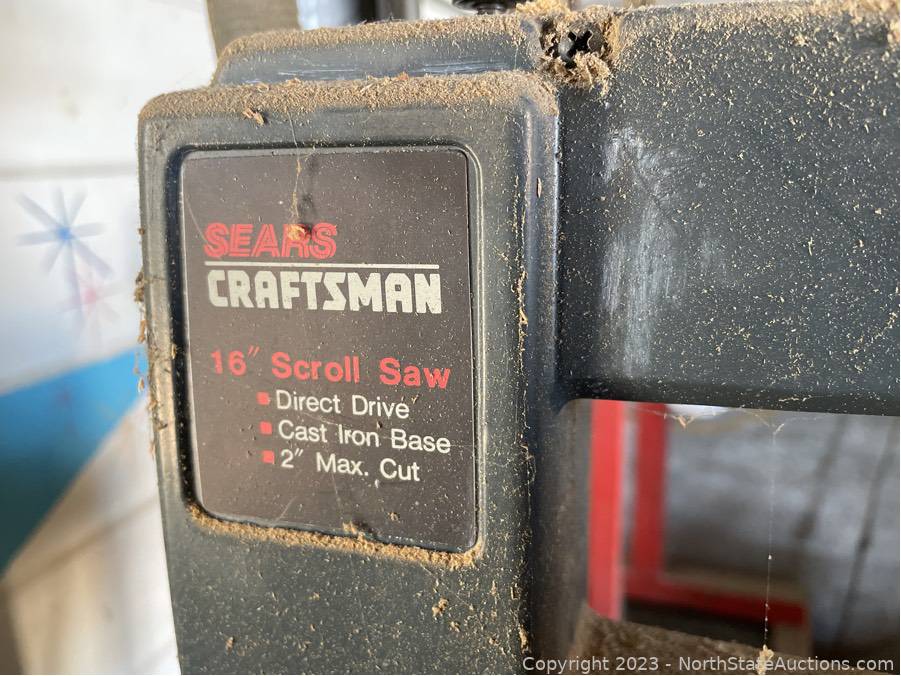 SEARS
CRAFTSMAN
16" Scroll Saw
Direct Drive
Cast Iron Base
2" Max. Cut
Copyright 2023 - NorthStateAuctions.com